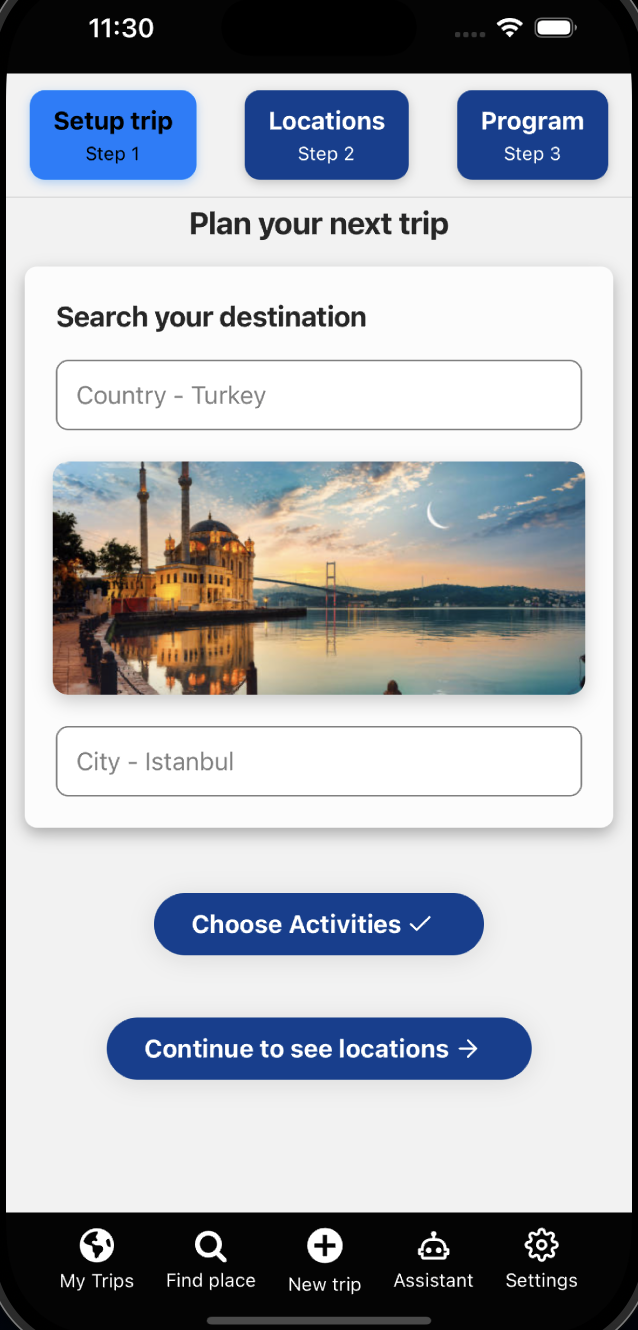 11:30
Setup trip
Step 1
Locations
Step 2
Program
Step 3
Plan your next trip
Search your destination
Country - Turkey
City - Istanbul
Choose Activities
Continue to see locations
My Trips
Find place
New trip
Assistant
Settings